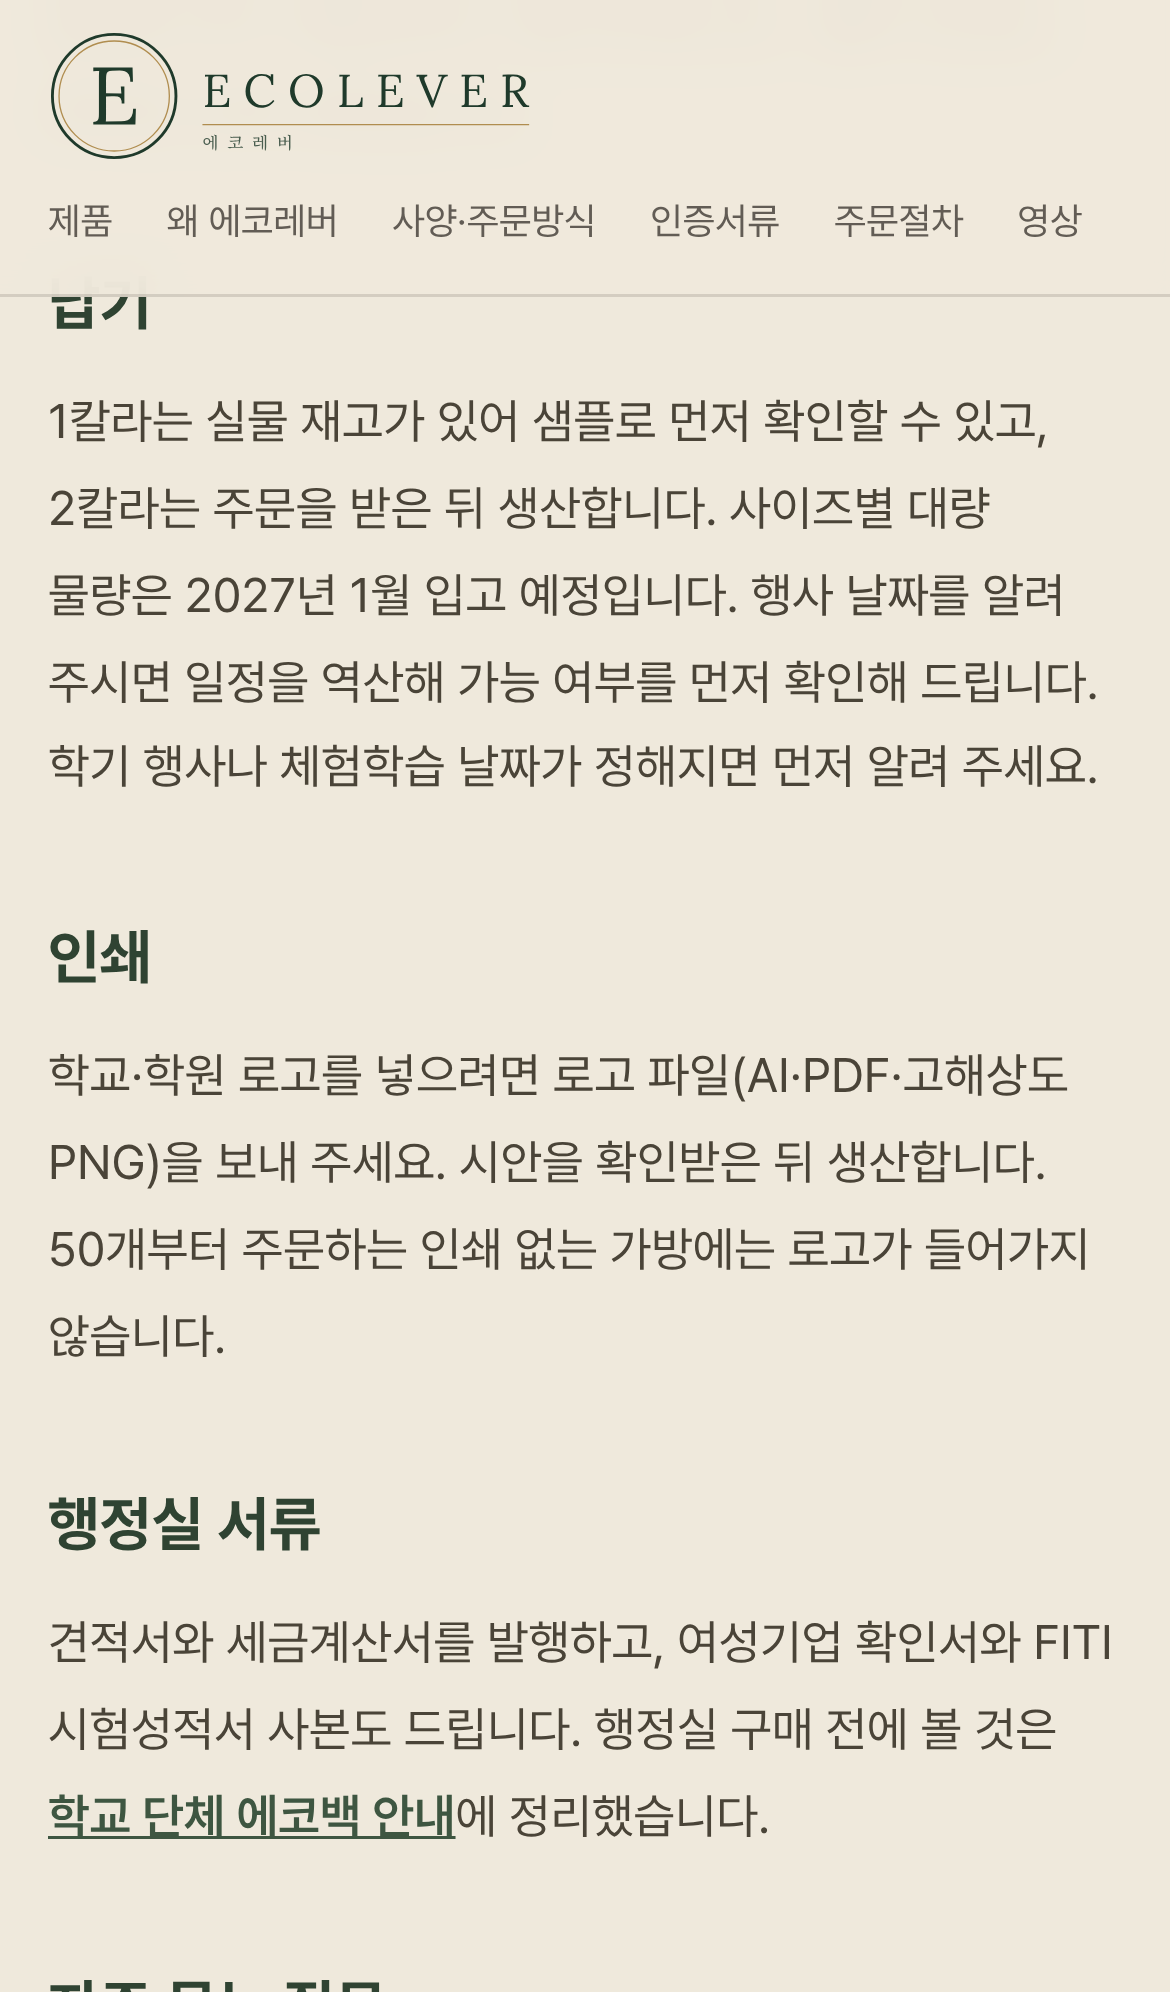 E
ECOLEVER
에코레버
제품 왜 에코레버 사양·주문방식 인증서류 주문절차 영상
납기
1칼라는 실물 재고가 있어 샘플로 먼저 확인할 수 있고,
2칼라는 주문을 받은 뒤 생산합니다. 사이즈별 대량
물량은 2027년 1월 입고 예정입니다. 행사 날짜를 알려
주시면 일정을 역산해 가능 여부를 먼저 확인해 드립니다.
학기 행사나 체험학습 날짜가 정해지면 먼저 알려 주세요.
인쇄
학교·학원 로고를 넣으려면 로고 파일(AI·PDF·고해상도
PNG)을 보내 주세요. 시안을 확인받은 뒤 생산합니다.
50개부터 주문하는 인쇄 없는 가방에는 로고가 들어가지
않습니다.
행정실 서류
견적서와 세금계산서를 발행하고, 여성기업 확인서와 FITI
시험성적서 사본도 드립니다. 행정실 구매 전에 볼 것은
학교 단체 에코백 안내에 정리했습니다.
자주 묻는 질문